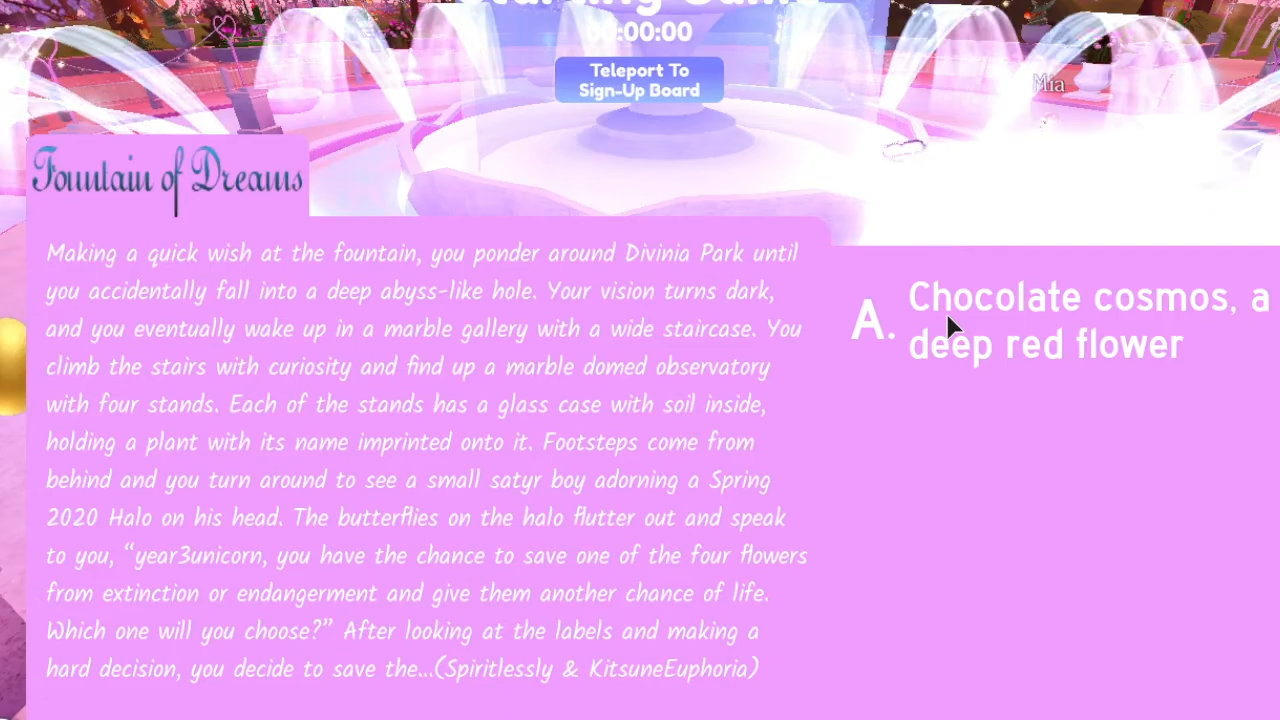 00:00:00
Teleport To
Sign-Up Board
Mia
Fountain of Dreams
Making a quick wish at the fountain, you ponder around Divinia Park until
you accidentally fall into a deep abyss-like hole. Your vision turns dark,
and you eventually wake up in a marble gallery with a wide staircase. You
climb the stairs with curiosity and find up a marble domed observatory
with four stands. Each of the stands has a glass case with soil inside,
holding a plant with its name imprinted onto it. Footsteps come from
behind and you turn around to see a small satyr boy adorning a Spring
2020 Halo on his head. The butterflies on the halo flutter out and speak
to you, “year3unicorn, you have the chance to save one of the four flowers
from extinction or endangerment and give them another chance of life.
Which one will you choose?” After looking at the labels and making a
hard decision, you decide to save the...(Spiritlessly & KitsuneEuphoria)
A. Chocolate cosmos, a
deep red flower